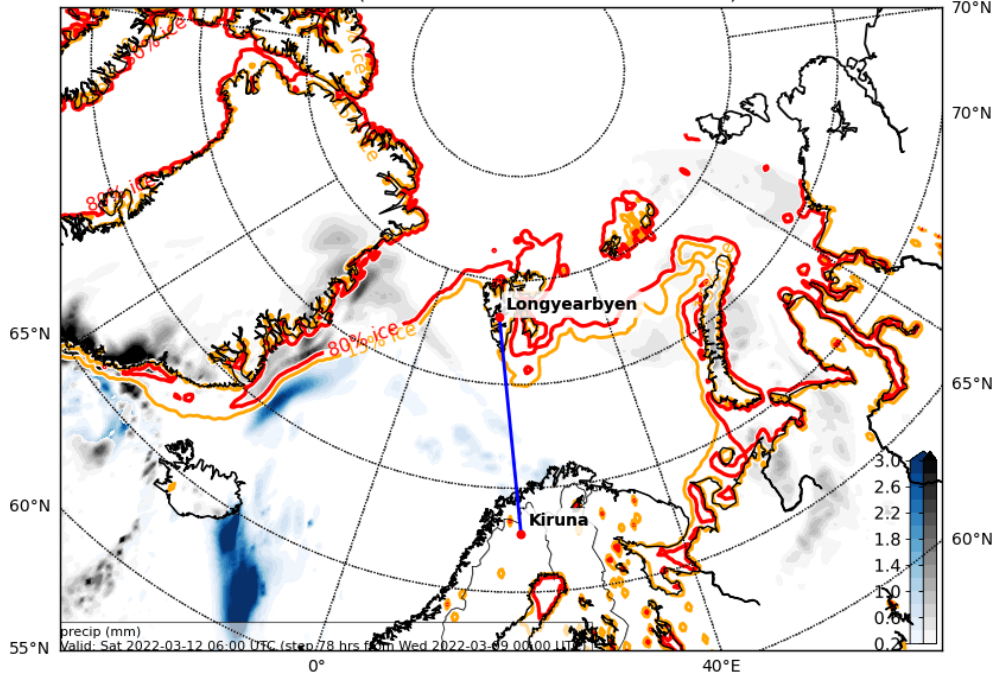 70°N
80% ice
ice
15% ice
70°N
80% ice
Longyearbyen
65°N
80% ice
15% ice
65°N
3.0
2.6
60°N
2.2
Kiruna
1.8
60°N
1.4
1.0
0.6
precip (mm)
0.2
55°N
Valid: Sat 2022-03-12 06:00 UTC (step 78 hrs from Wed 2022-03-09 00:00 UTC)
0°
40°E